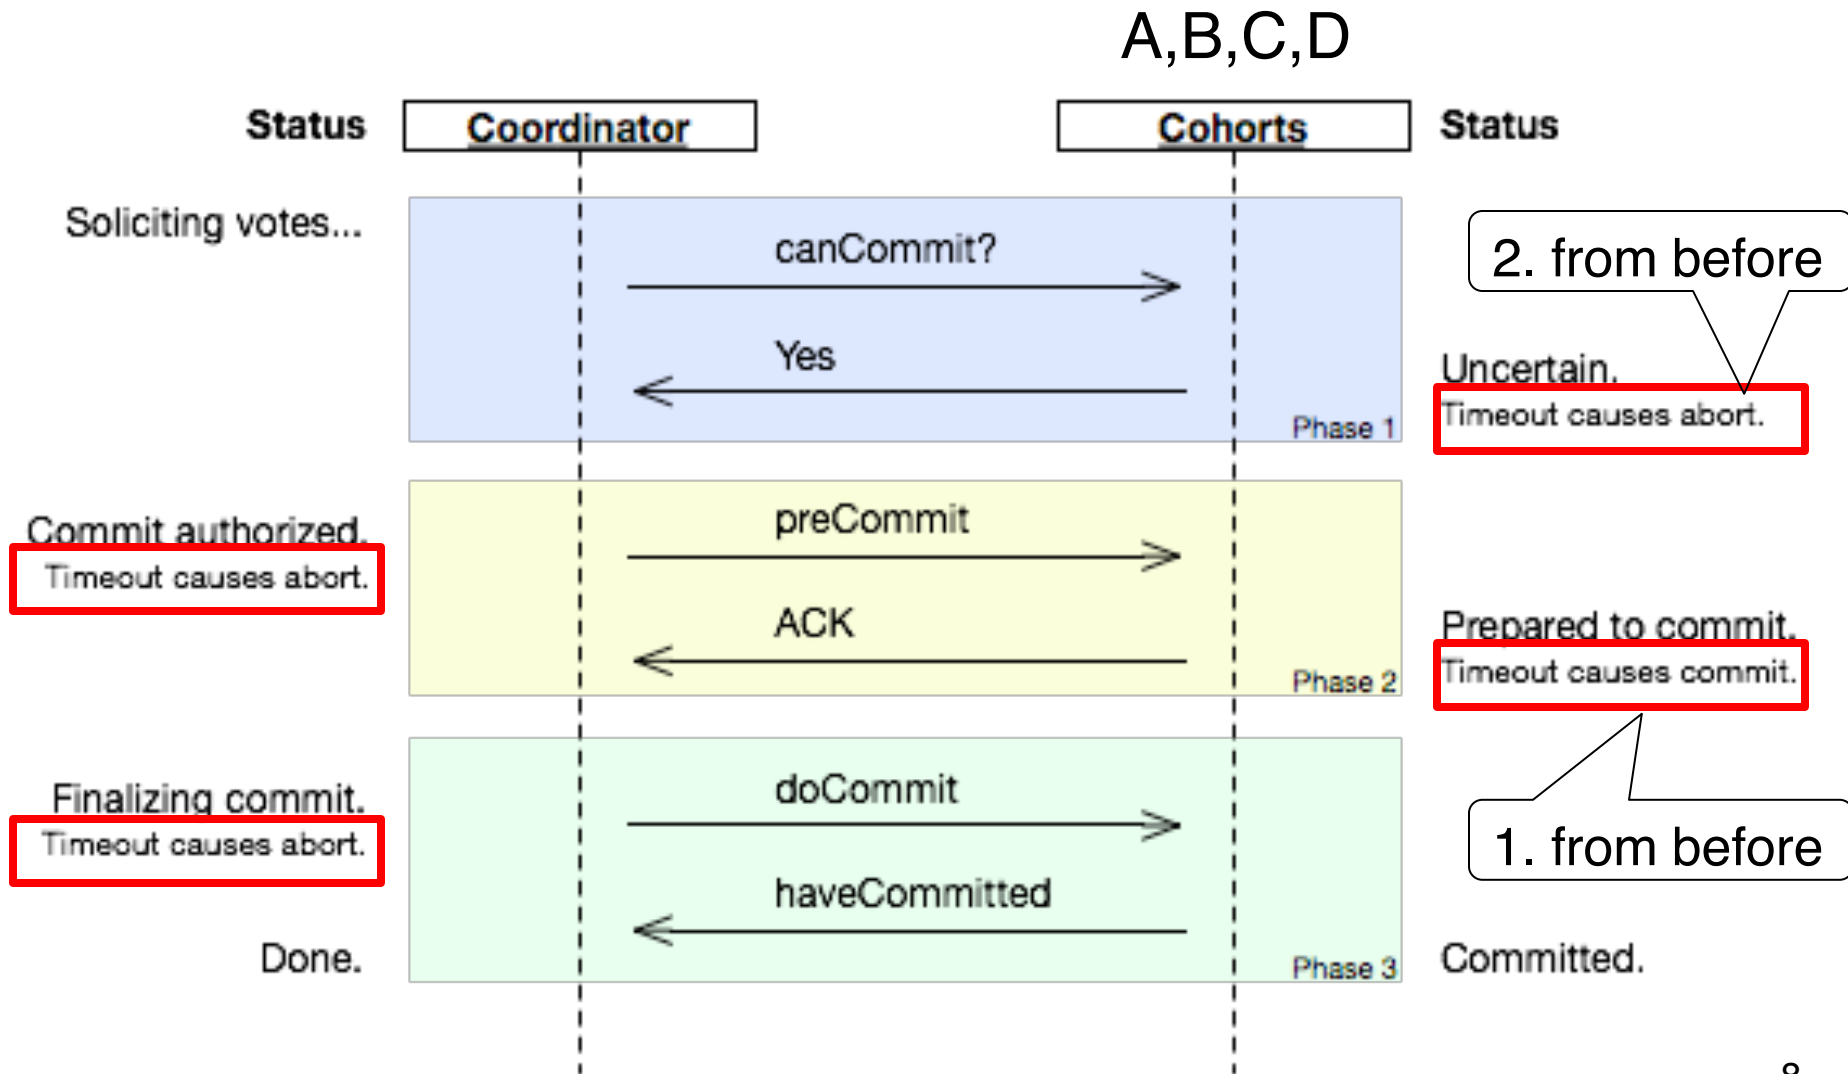 A,B,C,D
Status
Coordinator
Cohorts
Status
Soliciting votes...
canCommit?
2. from before
Yes
Uncertain.
Timeout causes abort.
Phase 1
Commit authorized.
Timeout causes abort.
preCommit
ACK
Prepared to commit.
Timeout causes commit.
Phase 2
Finalizing commit.
Timeout causes abort.
doCommit
1. from before
haveCommitted
Done.
Phase 3
Committed.